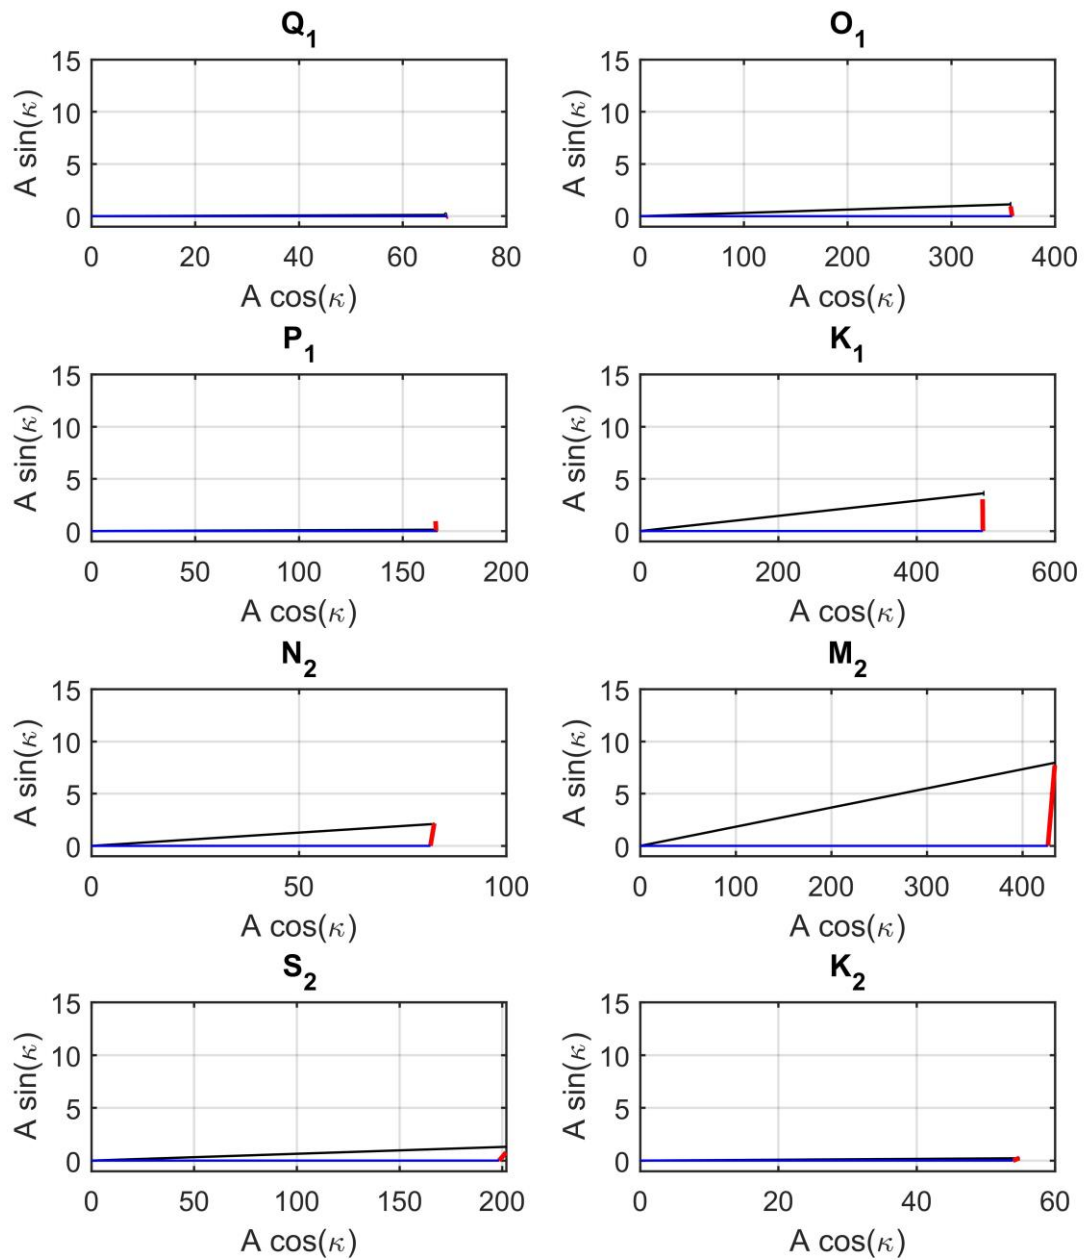 Q1
O1
15
10
5
0
A sin(κ)
0 20 40 60 80
A cos(κ)
15
10
5
0
A sin(κ)
0 100 200 300 400
A cos(κ)
P1
K1
15
10
5
0
A sin(κ)
0 50 100 150 200
A cos(κ)
15
10
5
0
A sin(κ)
0 200 400 600
A cos(κ)
N2
M2
15
10
5
0
A sin(κ)
0 50 100
A cos(κ)
15
10
5
0
A sin(κ)
0 100 200 300 400
A cos(κ)
S2
K2
15
10
5
0
A sin(κ)
0 50 100 150 200
A cos(κ)
15
10
5
0
A sin(κ)
0 20 40 60
A cos(κ)